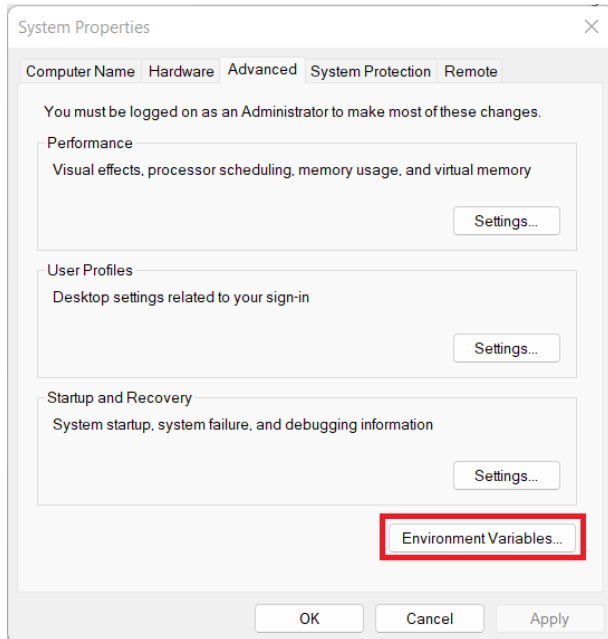 System Properties
Computer Name Hardware Advanced System Protection Remote
You must be logged on as an Administrator to make most of these changes.
Performance
Visual effects, processor scheduling, memory usage, and virtual memory
Settings...
User Profiles
Desktop settings related to your sign-in
Settings...
Startup and Recovery
System startup, system failure, and debugging information
Settings...
Environment Variables...
OK Cancel Apply